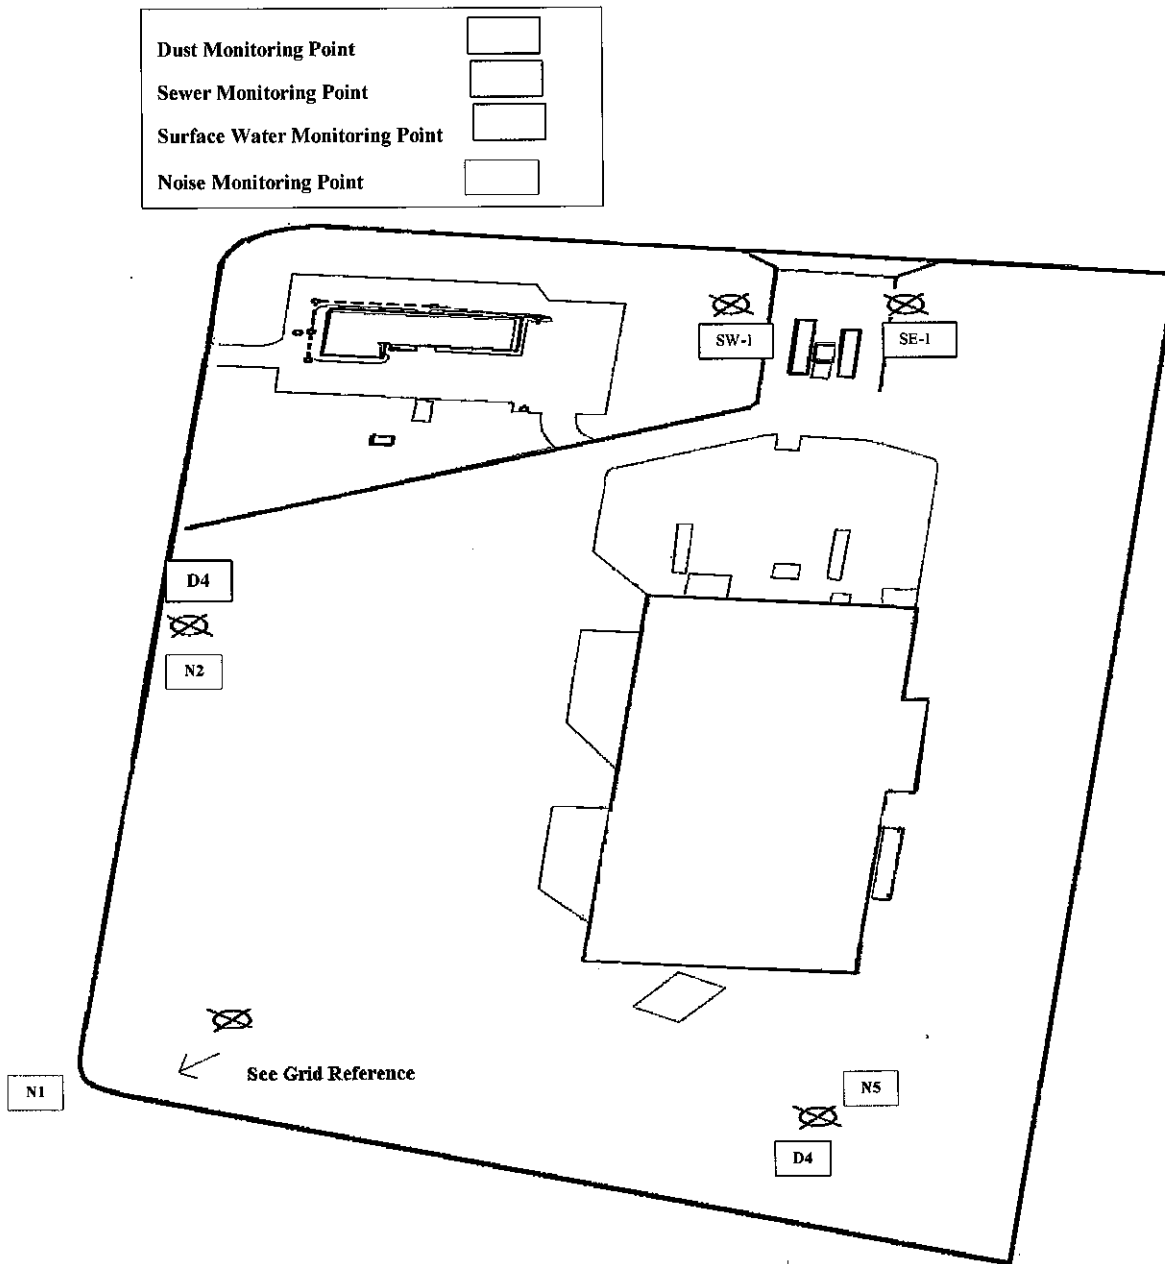 Dust Monitoring Point
Sewer Monitoring Point
Surface Water Monitoring Point
Noise Monitoring Point
SW-1
SE-1
D4
N2
See Grid Reference
N1
N5
D4